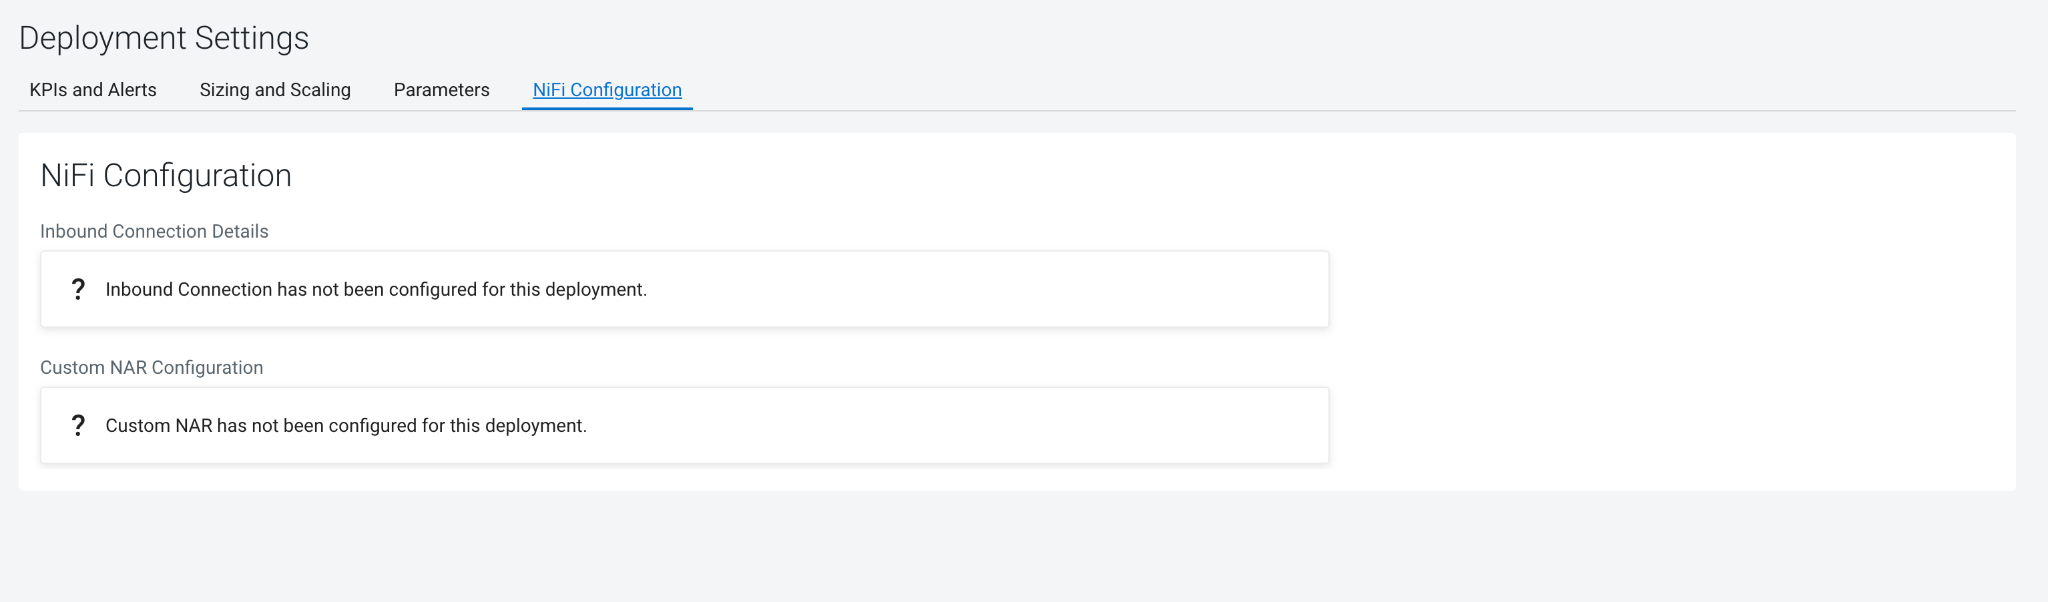 Deployment Settings
KPIs and Alerts Sizing and Scaling Parameters NiFi Configuration
NiFi Configuration
Inbound Connection Details
? Inbound Connection has not been configured for this deployment.
Custom NAR Configuration
? Custom NAR has not been configured for this deployment.